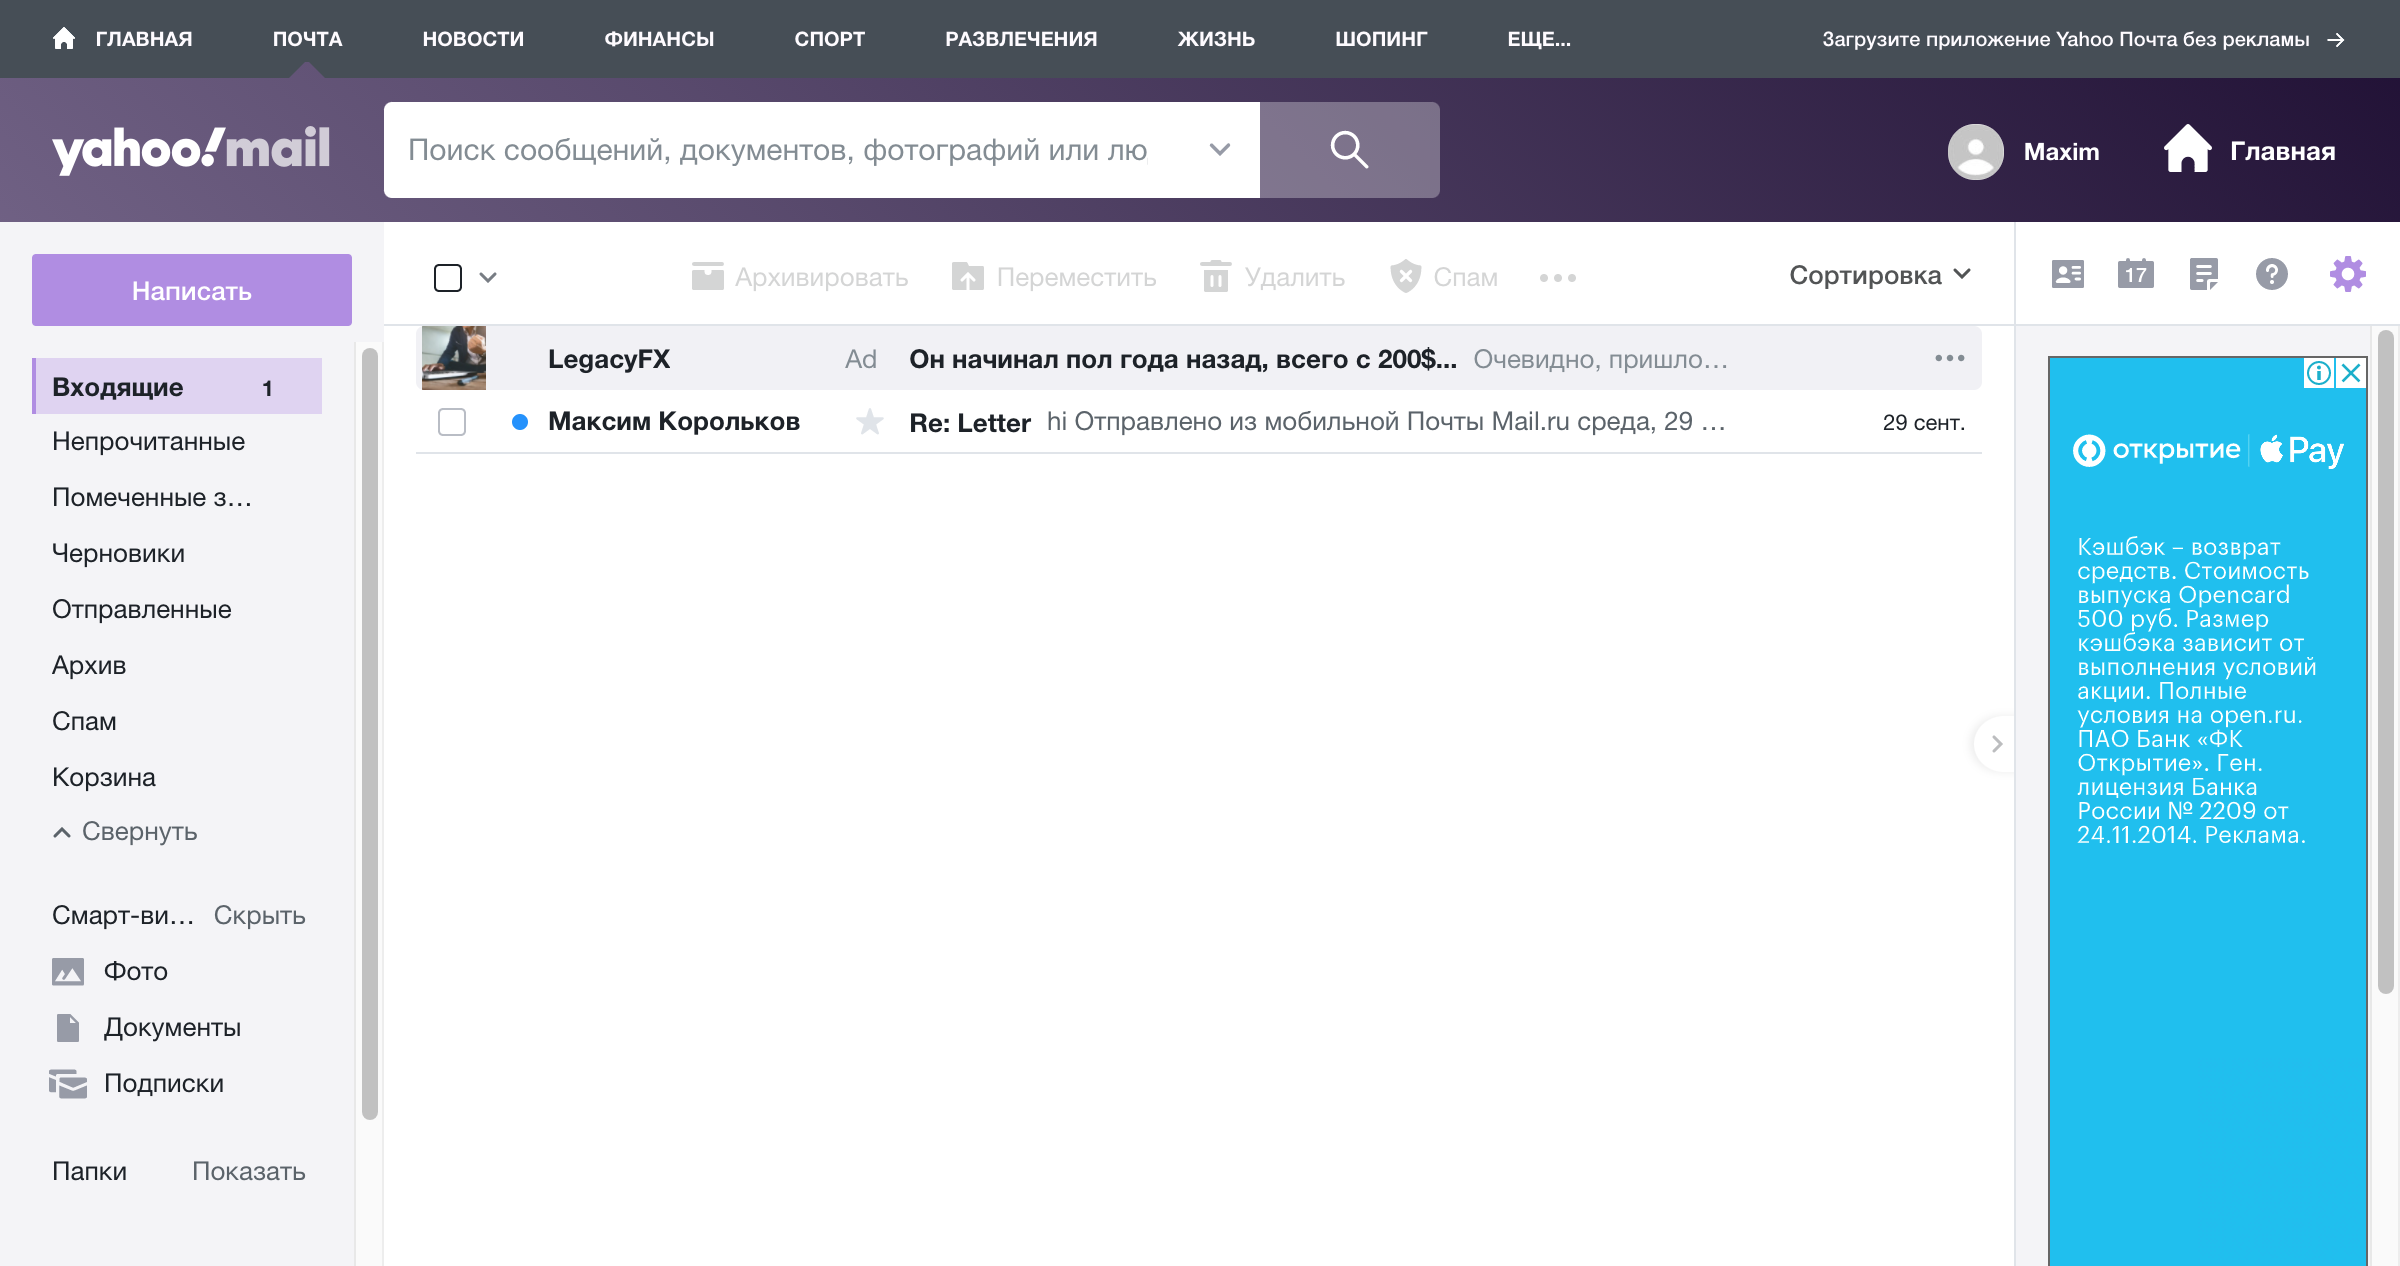 ГЛАВНАЯ ПОЧТА НОВОСТИ ФИНАНСЫ СПОРТ РАЗВЛЕЧЕНИЯ ЖИЗНЬ ШОПИНГ ЕЩЕ... Загрузите приложение Yahoo Почта без рекламы →
yahoo!mail Поиск сообщений, документов, фотографий или лю Maxim Главная
Написать
Архивировать Переместить Удалить Спам Сортировка 17
LegacyFX Ad Он начинал пол года назад, всего с 200$... Очевидно, пришло...
Максим Корольков Re: Letter hi Отправлено из мобильной Почты Mail.ru среда, 29 ... 29 сент.
Входящие 1
Непрочитанные
Помеченные з...
Черновики
Отправленные
Архив
Спам
Корзина
Свернуть
Смарт-ви... Скрыть
Фото
Документы
Подписки
Папки Показать
открытие Pay
Кэшбэк – возврат
средств. Стоимость
выпуска Opencard
500 руб. Размер
кэшбэка зависит от
выполнения условий
акции. Полные
условия на open.ru.
ПАО Банк «ФК
Открытие». Ген.
лицензия Банка
России № 2209 от
24.11.2014. Реклама.